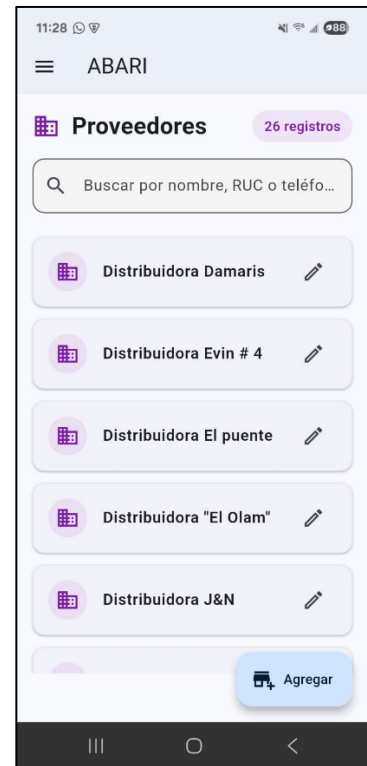 11:28
88
ABARI
Proveedores
26 registros
Buscar por nombre, RUC o teléfo...
Distribuidora Damaris
Distribuidora Evin # 4
Distribuidora El puente
Distribuidora "El Olam"
Distribuidora J&N
Agregar